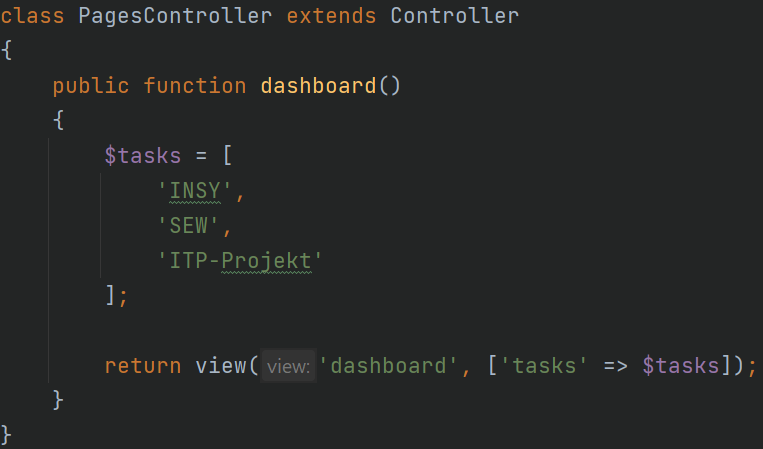 class PagesController extends Controller
{
    public function dashboard()
    {
        $tasks = [
            'INSY',
            'SEW',
            'ITP-Projekt'
        ];

        return view( view: 'dashboard', ['tasks' => $tasks]);
    }
}